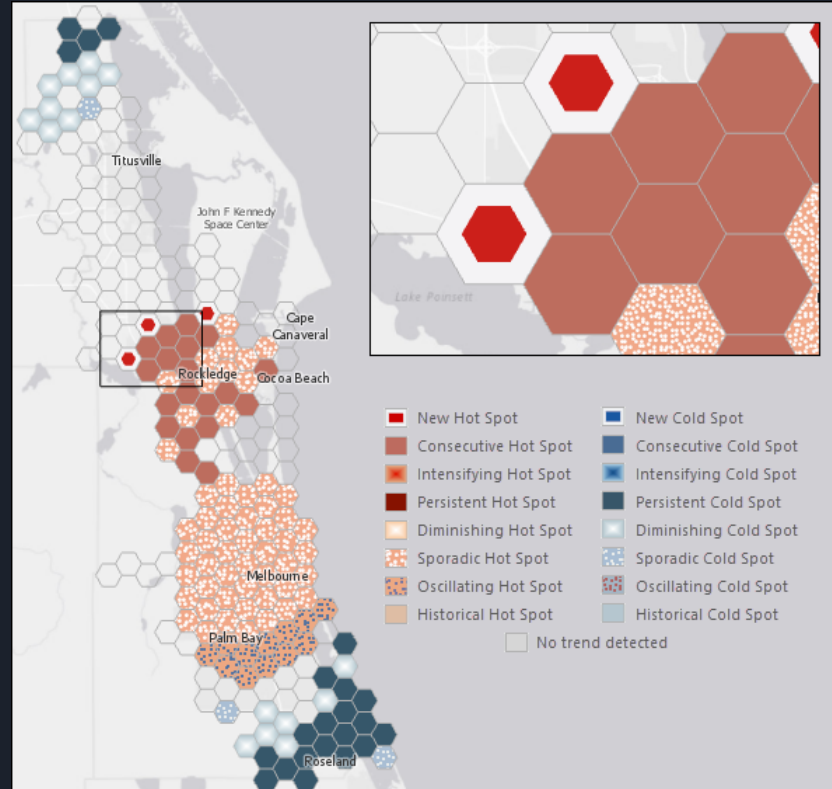 Titusville
John F Kennedy
Space Center
Cape
Canaveral
Rockledge
Cocoa Beach
Melbourne
Palm Bay
Roseland
Lake Poinsett
New Hot Spot
New Cold Spot
Consecutive Hot Spot
Consecutive Cold Spot
Intensifying Hot Spot
Intensifying Cold Spot
Persistent Hot Spot
Persistent Cold Spot
Diminishing Hot Spot
Diminishing Cold Spot
Sporadic Hot Spot
Sporadic Cold Spot
Oscillating Hot Spot
Oscillating Cold Spot
Historical Hot Spot
Historical Cold Spot
No trend detected